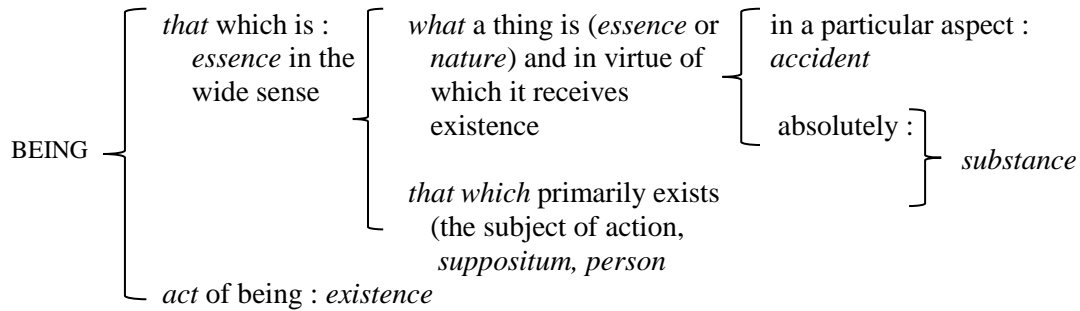 that which is :
essence in the
wide sense
what a thing is (essence or
nature) and in virtue of
which it receives
existence
in a particular aspect :
accident
absolutely :
substance
BEING
that which primarily exists
(the subject of action,
suppositum, person
act of being : existence